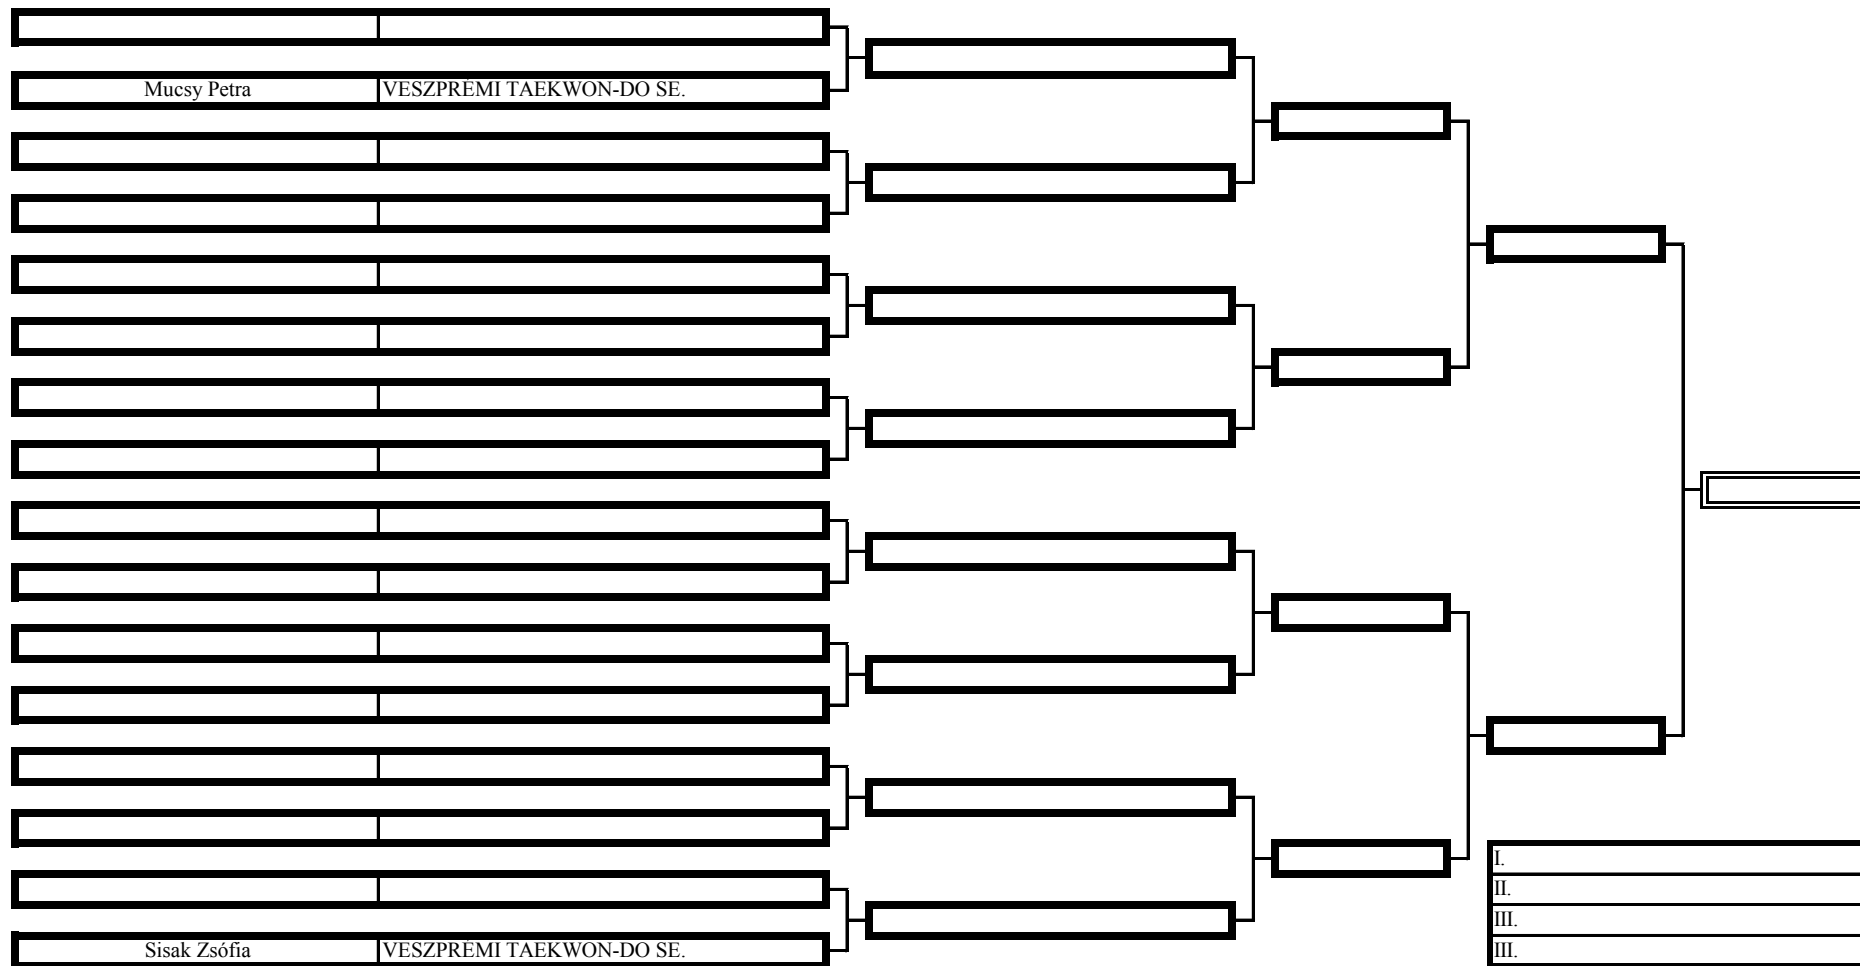 Mucsy Petra VESZPRÉMI TAEKWON-DO SE.
I.
II.
III.
Sisak Zsófia VESZPRÉMI TAEKWON-DO SE.
III.